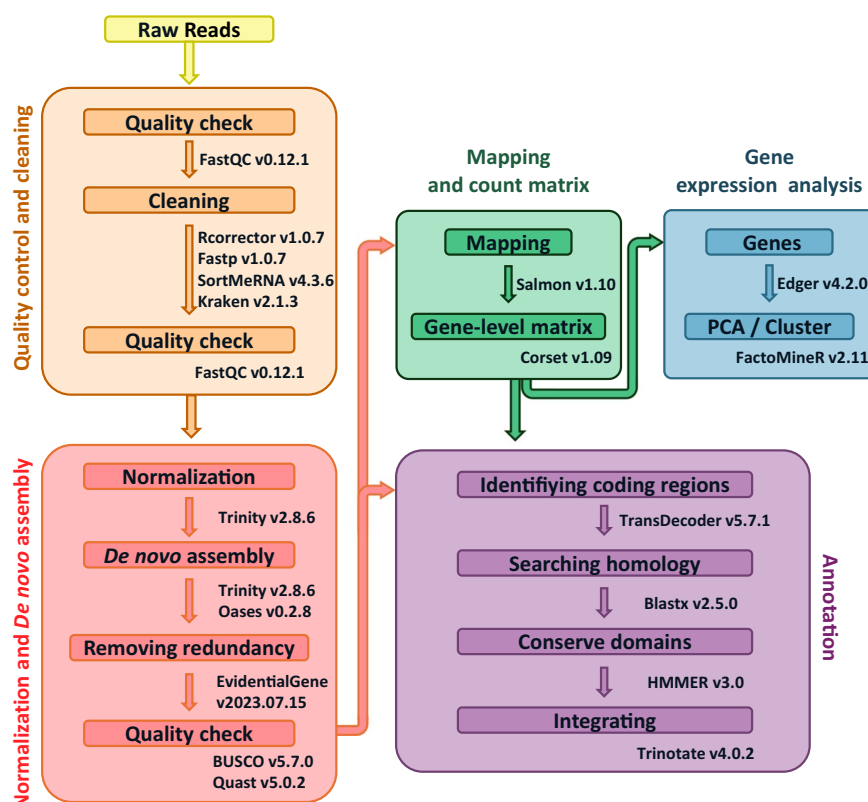 Raw Reads
Quality control and cleaning
Quality check
FastQC v0.12.1
Cleaning
Rcorrector v1.0.7
Fastp v1.0.7
SortMeRNA v4.3.6
Kraken v2.1.3
Quality check
FastQC v0.12.1
Normalization and De novo assembly
Normalization
Trinity v2.8.6
De novo assembly
Trinity v2.8.6
Oases v0.2.8
Removing redundancy
EvidentialGene
v2023.07.15
Quality check
BUSCO v5.7.0
Quast v5.0.2
Mapping
and count matrix
Mapping
Salmon v1.10
Gene-level matrix
Corset v1.09
Gene
expression analysis
Genes
Edger v4.2.0
PCA / Cluster
FactoMineR v2.11
Annotation
Identifiying coding regions
TransDecoder v5.7.1
Searching homology
Blastx v2.5.0
Conserve domains
HMMER v3.0
Integrating
Trinotate v4.0.2